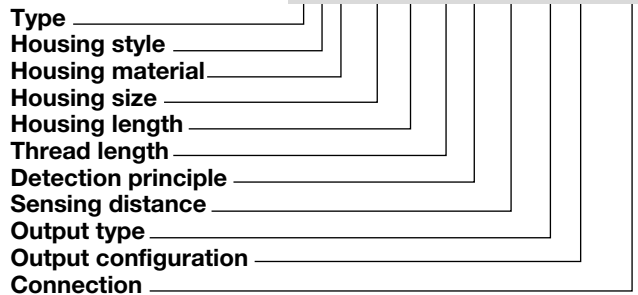 Type
Housing style
Housing material
Housing size
Housing length
Thread length
Detection principle
Sensing distance
Output type
Output configuration
Connection